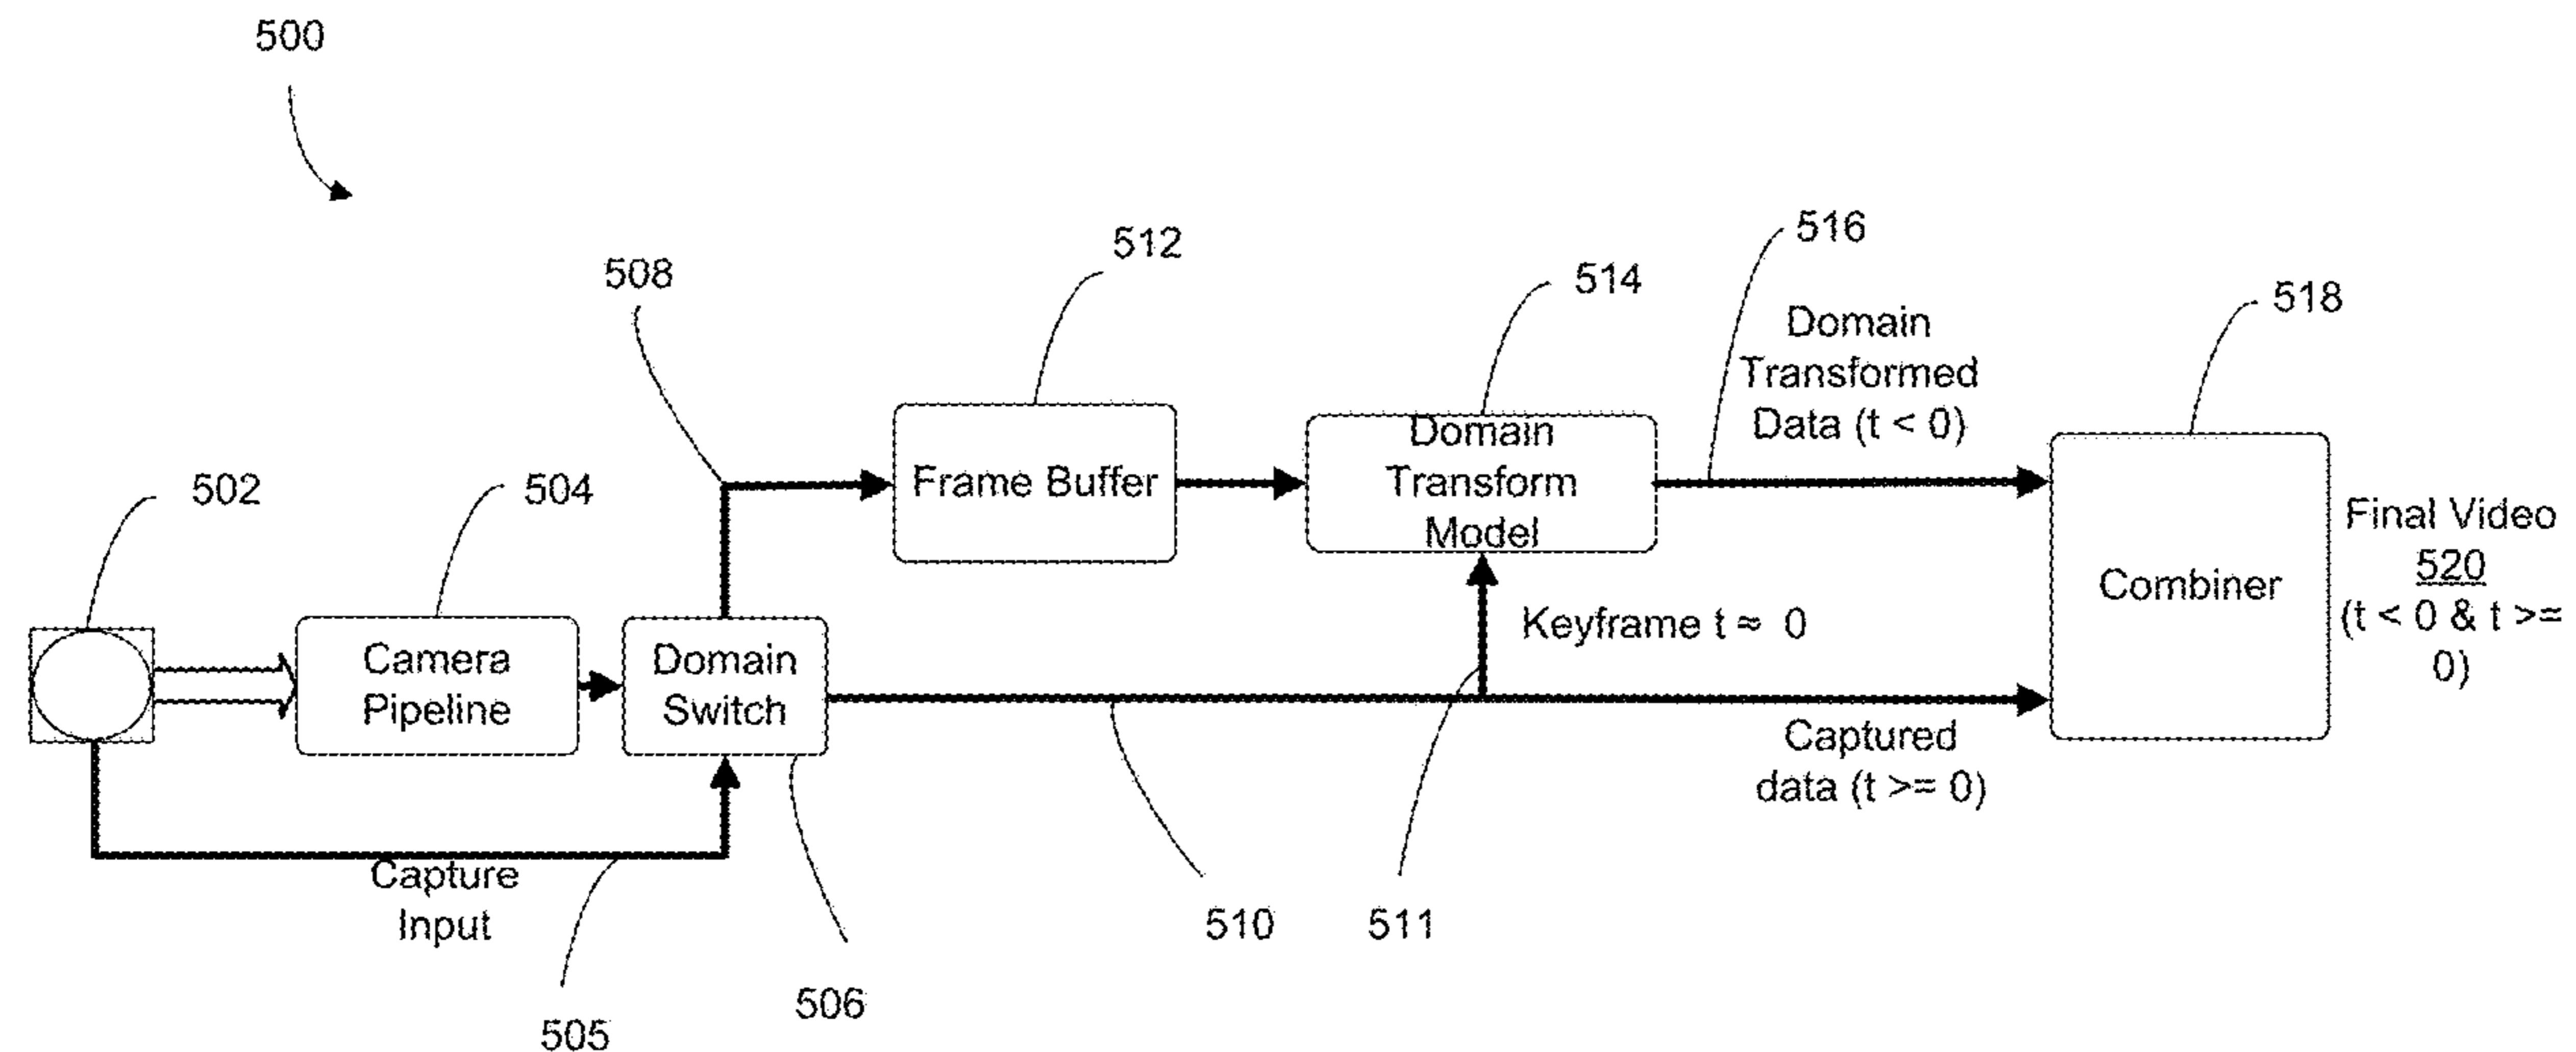 500
516
512
508
514
518
Domain
Transformed
Data (t < 0)
Domain
Transform
Model
Frame Buffer
502
504
Final Video
520
(t < 0 & t >=
0)
Combiner
Keyframe t ≈ 0
Camera
Pipeline
Domain
Switch
Captured
data (t >= 0)
Capture
Input
510
511
506
505